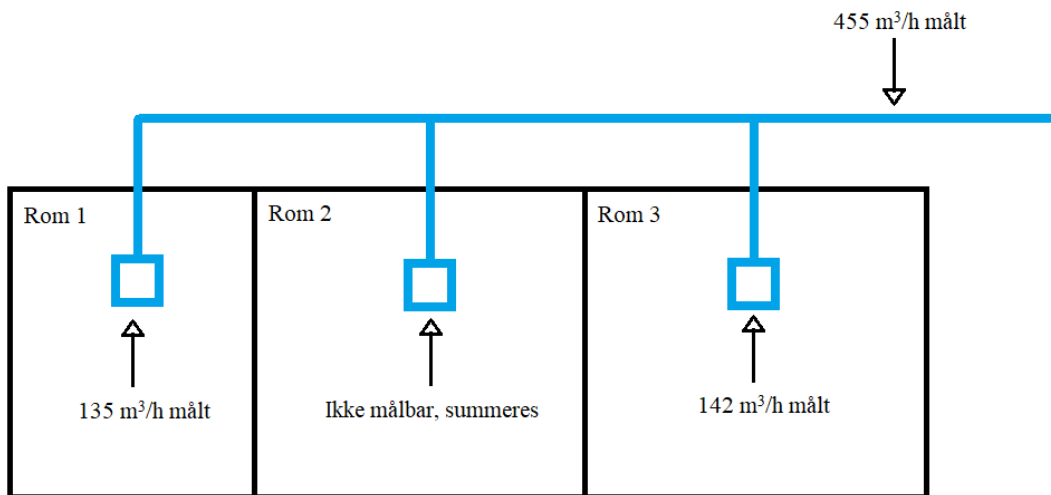 455 m³/h målt
Rom 1
Rom 2
Rom 3
135 m³/h målt
Ikke målbar, summeres
142 m³/h målt